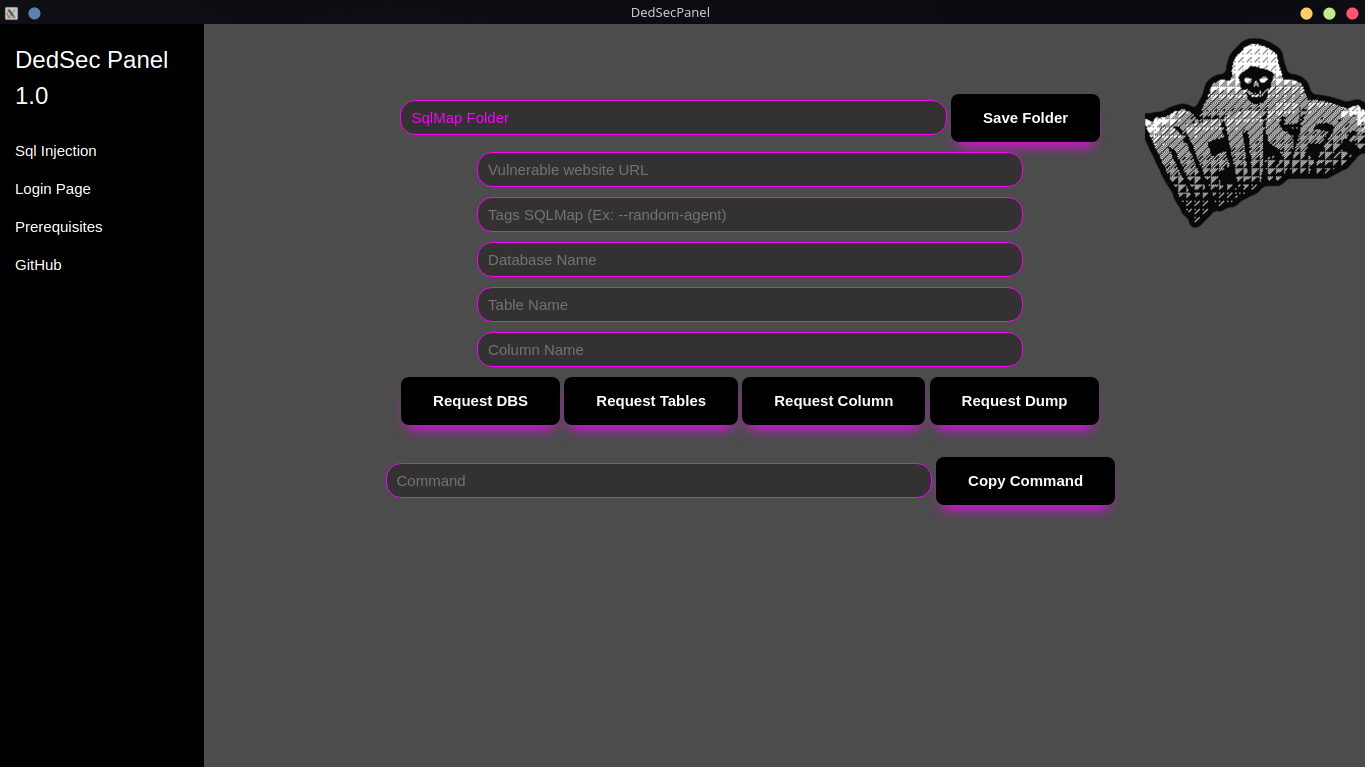 DedSecPanel
DedSec Panel
1.0
Sql Injection
Login Page
Prerequisites
GitHub
SqlMap Folder
Save Folder
Vulnerable website URL
Tags SQLMap (Ex: --random-agent)
Database Name
Table Name
Column Name
Request DBS
Request Tables
Request Column
Request Dump
Command
Copy Command
DEDSEC